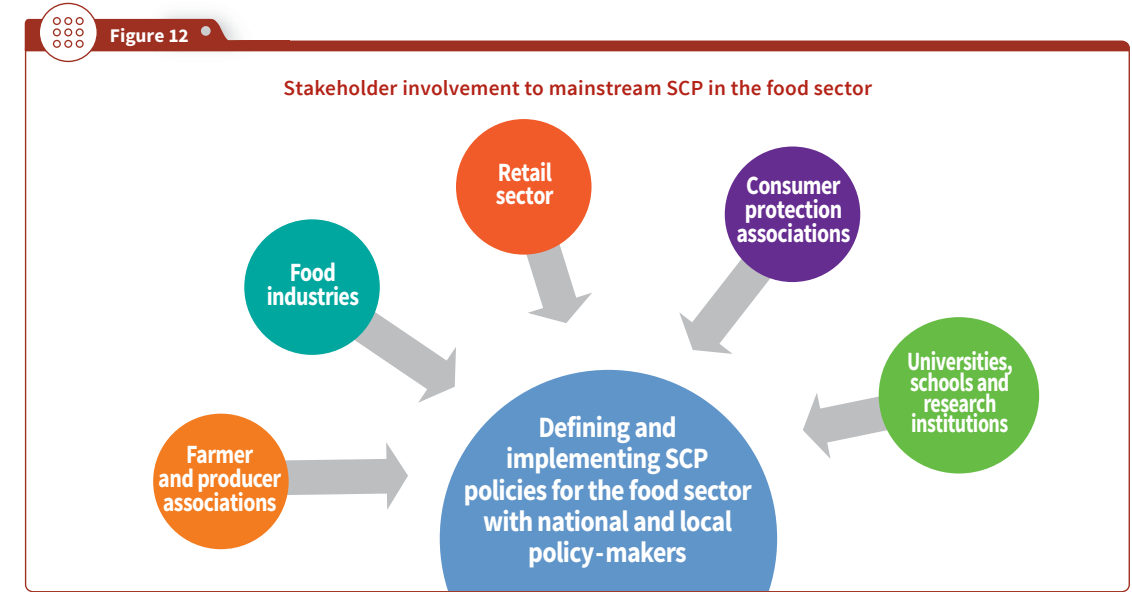 Figure 12
Stakeholder involvement to mainstream SCP in the food sector
Retail
sector
Consumer
protection
associations
Food
industries
Universities,
schools and
research
institutions
Farmer
and producer
associations
Defining and
implementing SCP
policies for the food sector
with national and local
policy-makers